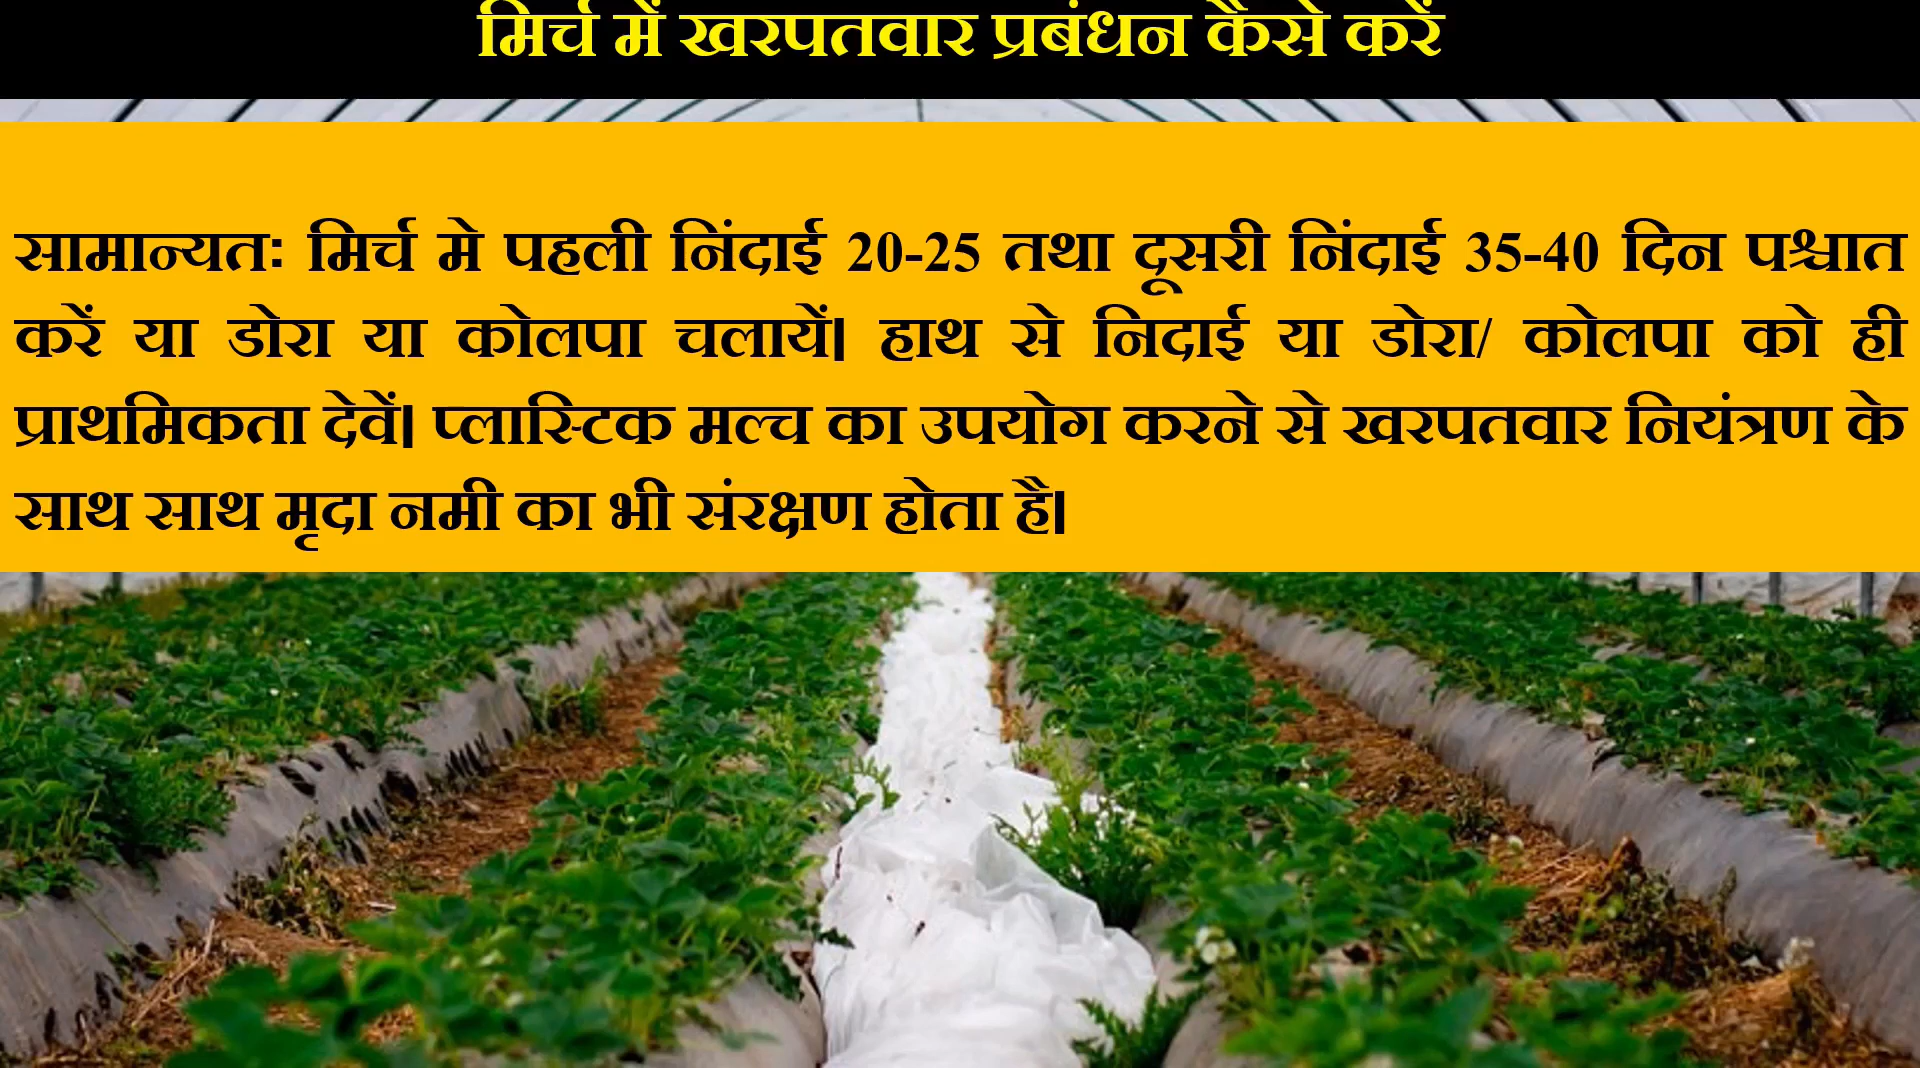 मिर्च में खरपतवार प्रबंधन कैसे करें
सामान्यतः मिर्च मे पहली निंदाई 20-25 तथा दूसरी निंदाई 35-40 दिन पश्चात
करें या डोरा या कोलपा चलायें। हाथ से निदाई या डोरा/ कोलपा को ही
प्राथमिकता देवें। प्लास्टिक मल्च का उपयोग करने से खरपतवार नियंत्रण के
साथ साथ मृदा नमी का भी संरक्षण होता है।